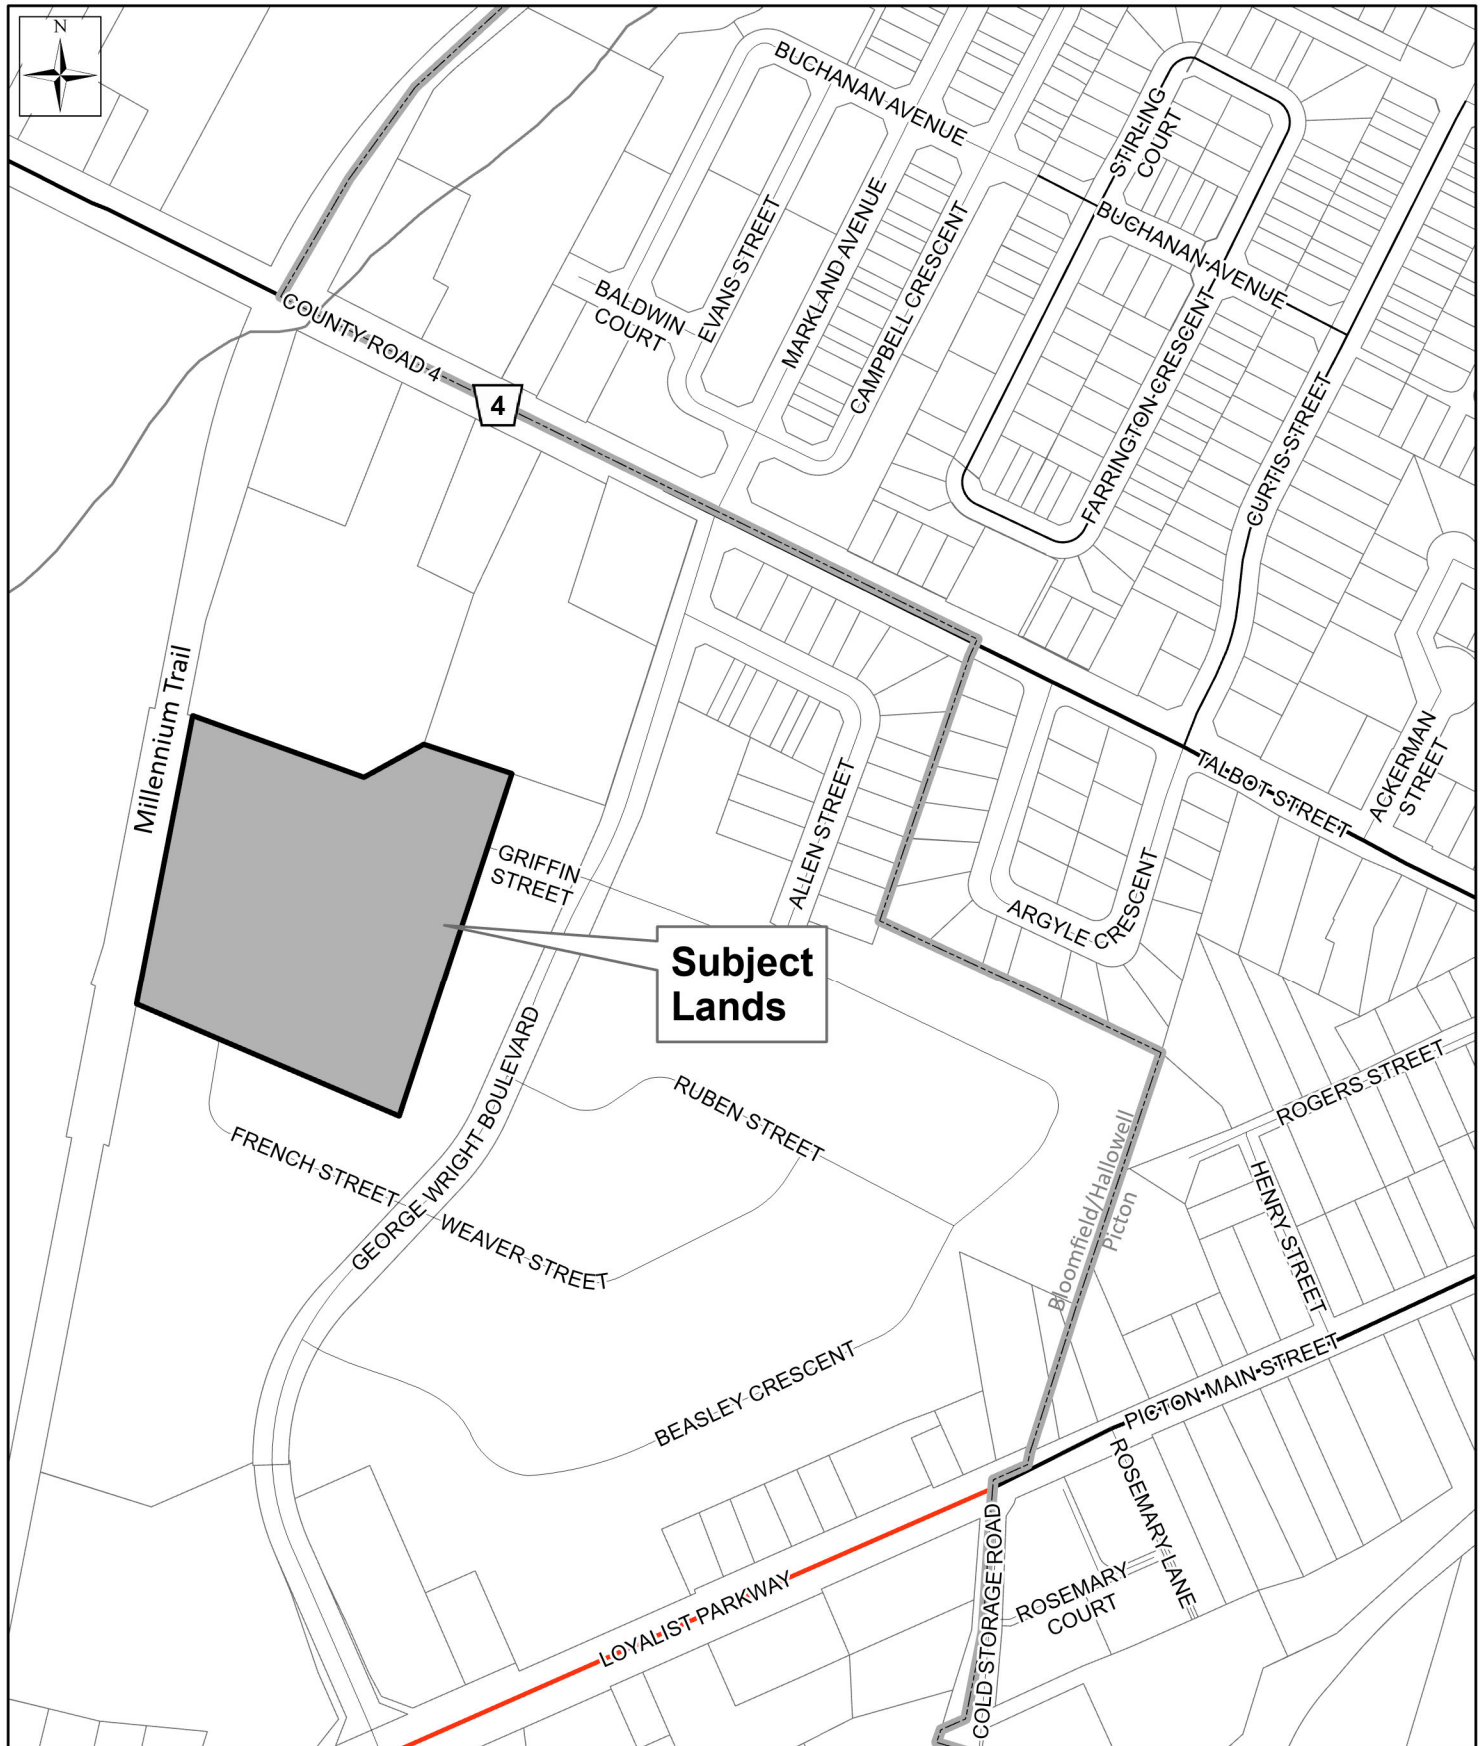 N
BUCHANAN AVENUE
STIRLING
COURT
BUCHANAN AVENUE
EVANS STREET
MARKLAND AVENUE
CAMPBELL CRESCENT
BALDWIN
COURT
COUNTY ROAD 4
4
FARRINGTON CRESCENT
CURTIS STREET
Millennium Trail
TALBOT STREET
ACKERMAN
STREET
ALLEN STREET
GRIFFIN
STREET
ARGYLE CRESCENT
Subject
Lands
GEORGE WRIGHT BOULEVARD
RUBEN STREET
ROGERS STREET
FRENCH STREET
WEAVER STREET
Bloomfield/Hallowell
Picton
HENRY STREET
BEASLEY CRESCENT
PICTON MAIN STREET
ROSEMARY LANE
LOYALIST PARKWAY
COLD STORAGE ROAD
ROSEMARY
COURT